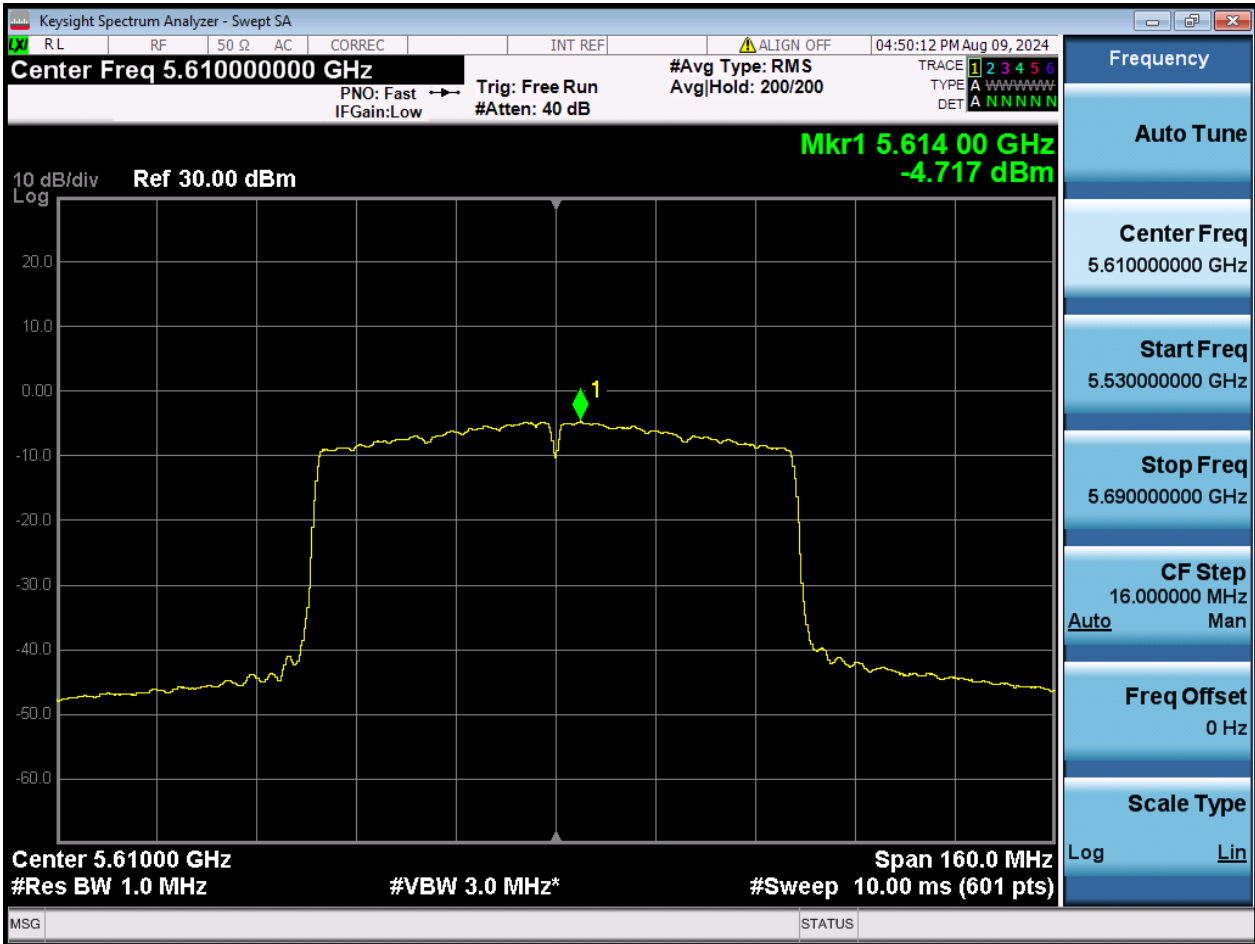 Keysight Spectrum Analyzer - Swept SA
LXI RL RF 50 Ω AC CORREC INT REF ALIGN OFF 04:50:12 PM Aug 09, 2024
Center Freq 5.610000000 GHz
PNO: Fast
IFGain:Low
Trig: Free Run
#Atten: 40 dB
#Avg Type: RMS
Avg|Hold: 200/200
TRACE 1 2 3 4 5 6
TYPE A WWWWW
DET A N N N N N
Mkr1 5.614 00 GHz
-4.717 dBm
10 dB/div Ref 30.00 dBm
Log
20.0
10.0
0.00
-10.0
-20.0
-30.0
-40.0
-50.0
-60.0
1
Center 5.61000 GHz Span 160.0 MHz
#Res BW 1.0 MHz #VBW 3.0 MHz* #Sweep 10.00 ms (601 pts)
MSG STATUS
Frequency
Auto Tune
Center Freq
5.610000000 GHz
Start Freq
5.530000000 GHz
Stop Freq
5.690000000 GHz
CF Step
16.000000 MHz
Auto Man
Freq Offset
0 Hz
Scale Type
Log Lin